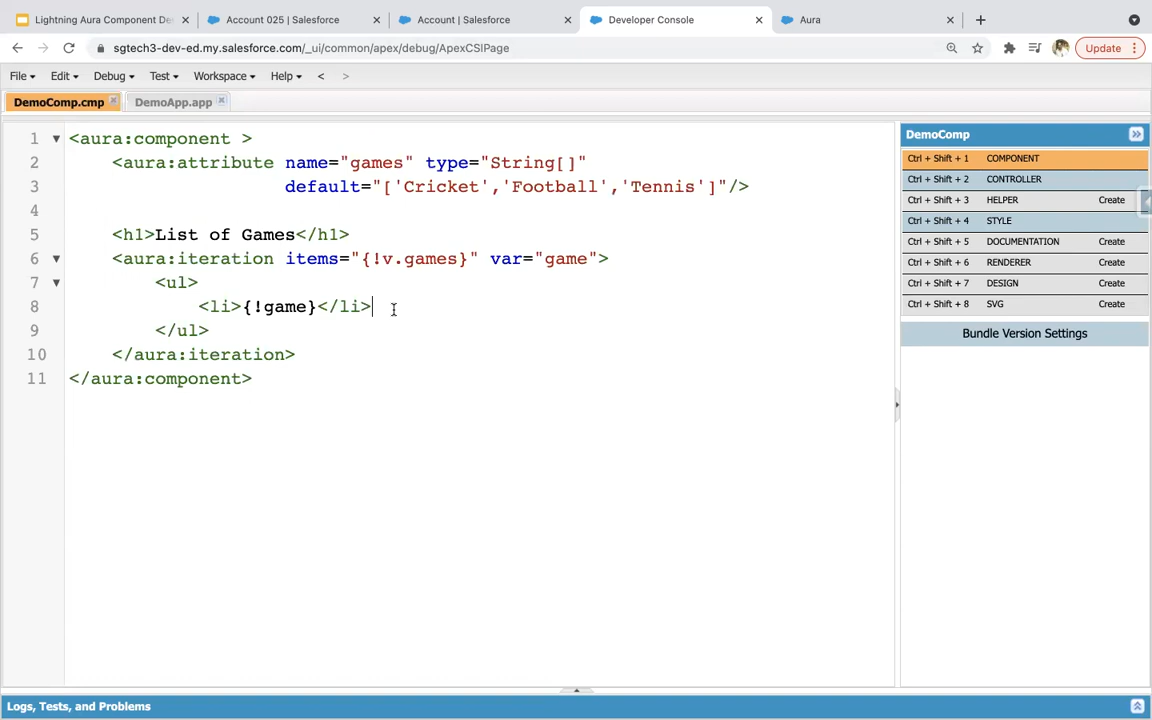 Lightning Aura Component De
Account 025 | Salesforce
Account | Salesforce
Developer Console
Aura
sgtech3-dev-ed.my.salesforce.com/_ui/common/apex/debug/ApexCSIPage
Update
File Edit Debug Test Workspace Help < >
DemoComp.cmp DemoApp.app
1 <aura:component >
2 <aura:attribute name="games" type="String[]"
3 default="['Cricket','Football','Tennis']"/>
4
5 <h1>List of Games</h1>
6 <aura:iteration items="{!v.games}" var="game">
7 <ul>
8 <li>{!game}</li>
9 </ul>
10 </aura:iteration>
11 </aura:component>
DemoComp
Ctrl + Shift + 1 COMPONENT
Ctrl + Shift + 2 CONTROLLER
Ctrl + Shift + 3 HELPER Create
Ctrl + Shift + 4 STYLE
Ctrl + Shift + 5 DOCUMENTATION Create
Ctrl + Shift + 6 RENDERER Create
Ctrl + Shift + 7 DESIGN Create
Ctrl + Shift + 8 SVG Create
Bundle Version Settings
Logs, Tests, and Problems